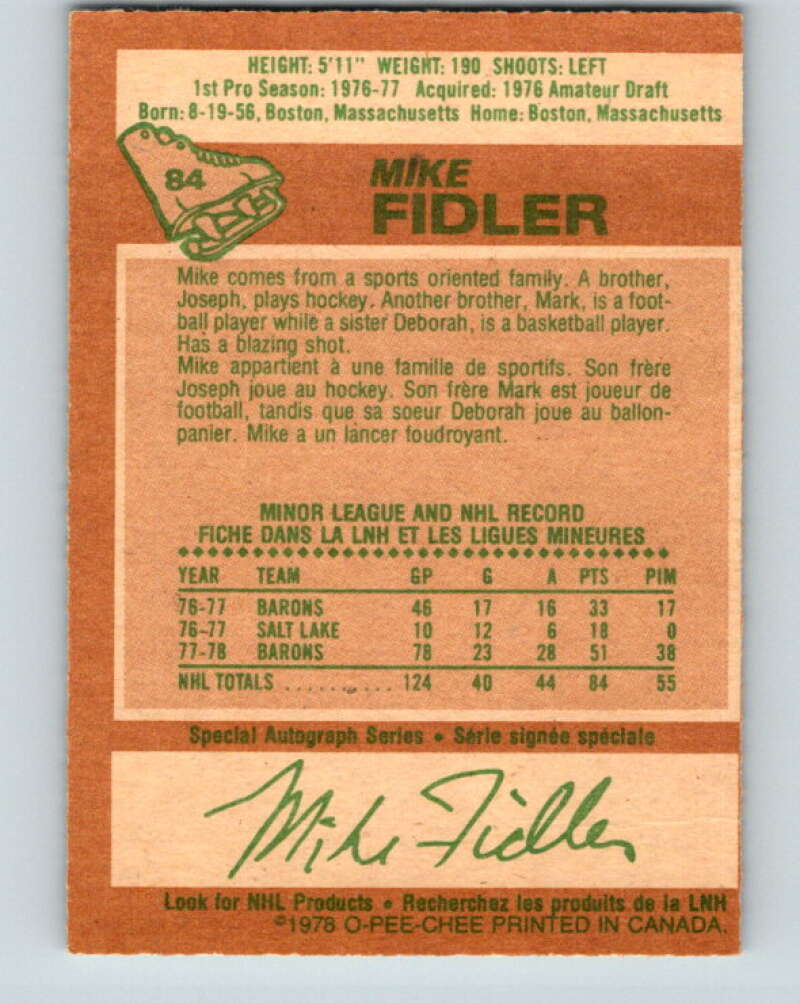 HEIGHT: 5'11" WEIGHT: 190 SHOOTS: LEFT
1st Pro Season: 1976-77 Acquired: 1976 Amateur Draft
Born: 8-19-56, Boston, Massachusetts Home: Boston, Massachusetts
84
MIKE
FIDLER
Mike comes from a sports oriented family. A brother,
Joseph, plays hockey. Another brother, Mark, is a foot-
ball player while a sister Deborah, is a basketball player.
Has a blazing shot.
Mike appartient à une famille de sportifs. Son frère
Joseph joue au hockey. Son frère Mark est joueur de
football, tandis que sa soeur Deborah joue au ballon-
panier. Mike a un lancer foudroyant.
MINOR LEAGUE AND NHL RECORD
FICHE DANS LA LNH ET LES LIGUES MINEURES
YEAR TEAM GP G A PTS PIM
76-77 BARONS 46 17 16 33 17
76-77 SALT LAKE 10 12 6 18 0
77-78 BARONS 78 23 28 51 38
NHL TOTALS ........... 124 40 44 84 55
Special Autograph Series • Série signée spéciale
Mike Fidler
Look for NHL Products • Recherchez les produits de la LNH
©1978 O-PEE-CHEE PRINTED IN CANADA.